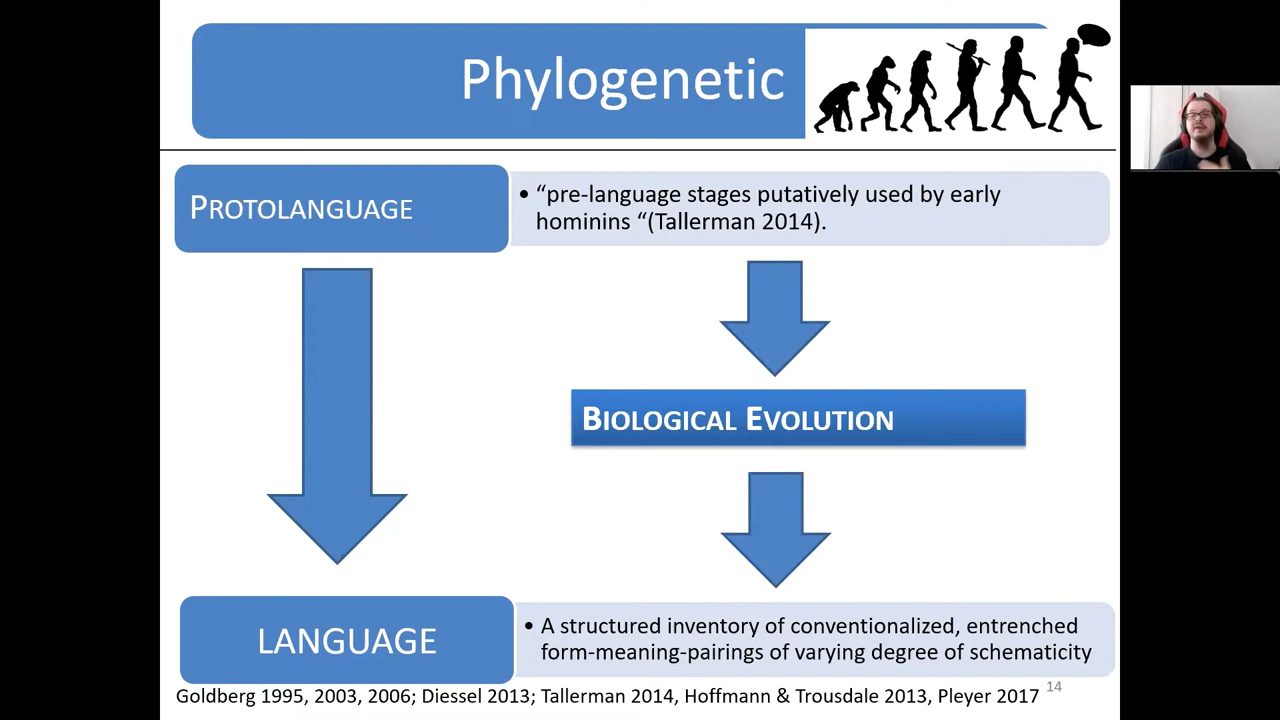 Phylogenetic
PROTOLANGUAGE
• “pre-language stages putatively used by early
hominins “(Tallerman 2014).
BIOLOGICAL EVOLUTION
LANGUAGE
• A structured inventory of conventionalized, entrenched
form-meaning-pairings of varying degree of schematicity
Goldberg 1995, 2003, 2006; Diessel 2013; Tallerman 2014, Hoffmann & Trousdale 2013, Pleyer 2017
14